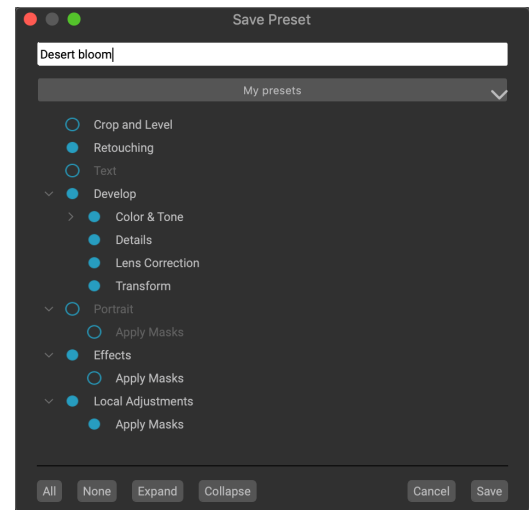 Save Preset
Desert bloom
My presets
Crop and Level
Retouching
Text
Develop
Color & Tone
Details
Lens Correction
Transform
Portrait
Apply Masks
Effects
Apply Masks
Local Adjustments
Apply Masks
All None Expand Collapse Cancel Save